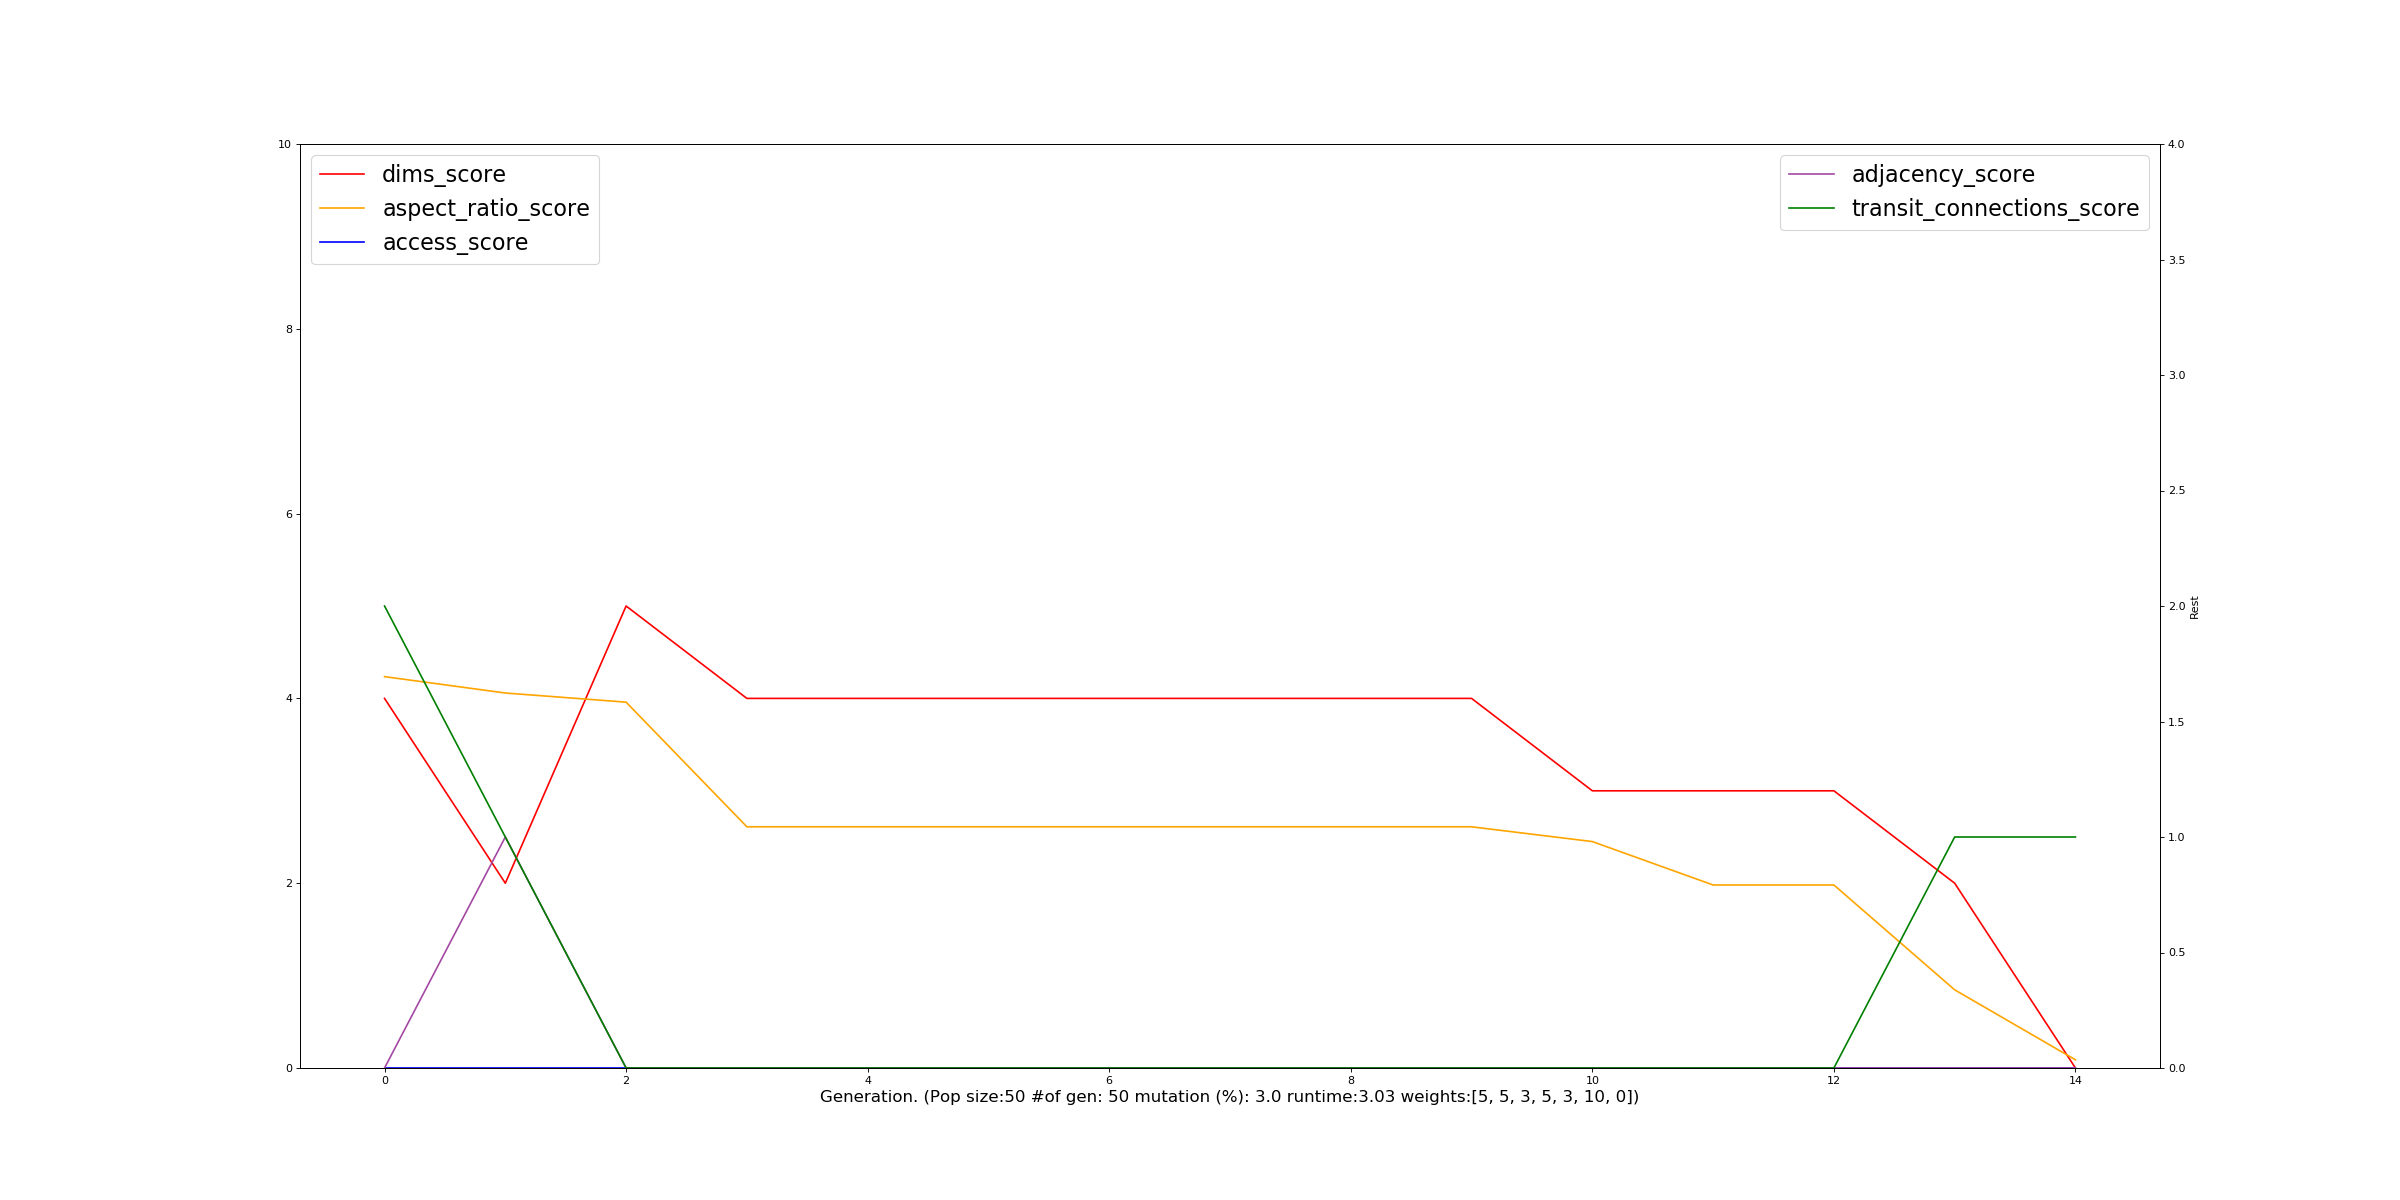 10
8
6
4
2
0
dims_score
aspect_ratio_score
access_score
adjacency_score
transit_connections_score
4.0
3.5
3.0
2.5
2.0
1.5
1.0
0.5
0.0
Rest
0 2 4 6 8 10 12 14
Generation. (Pop size:50 #of gen: 50 mutation (%): 3.0 runtime:3.03 weights:[5, 5, 3, 5, 3, 10, 0])